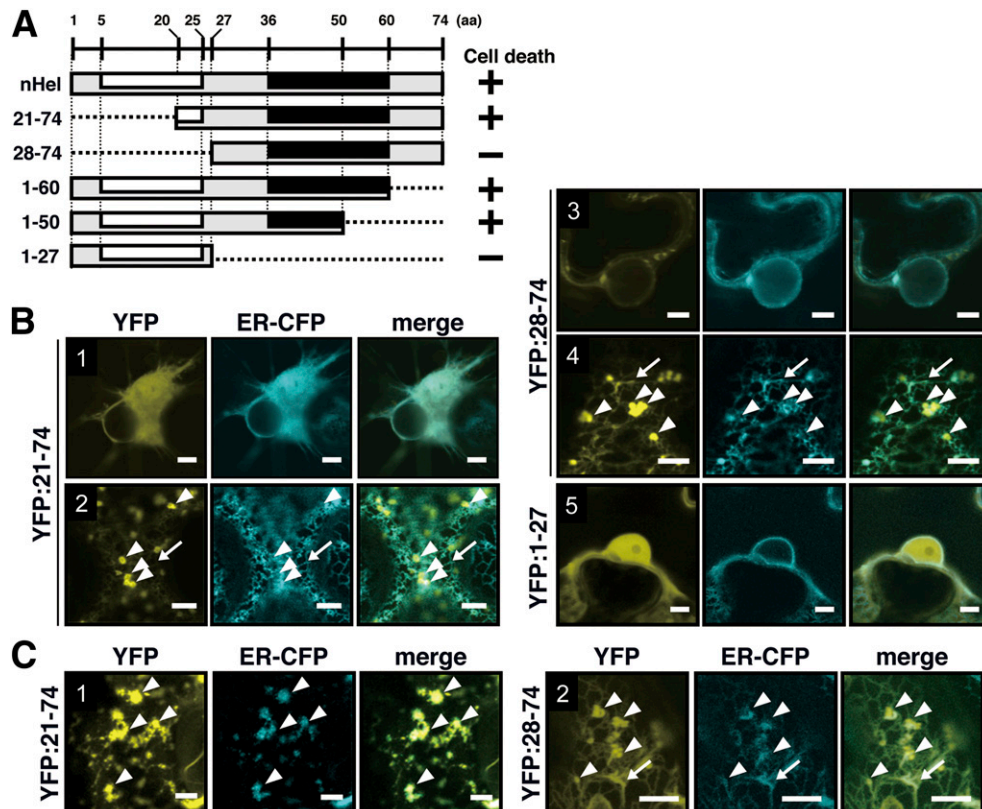 A
1 5 20 25 27 36 50 60 74 (aa)
Cell death
nHel +
21-74 +
28-74 −
1-60 +
1-50 +
1-27 −
B
YFP ER-CFP merge
YFP:21-74
1
2
YFP:28-74
3
4
YFP:1-27
5
C
YFP ER-CFP merge
YFP:21-74
1
YFP ER-CFP merge
YFP:28-74
2